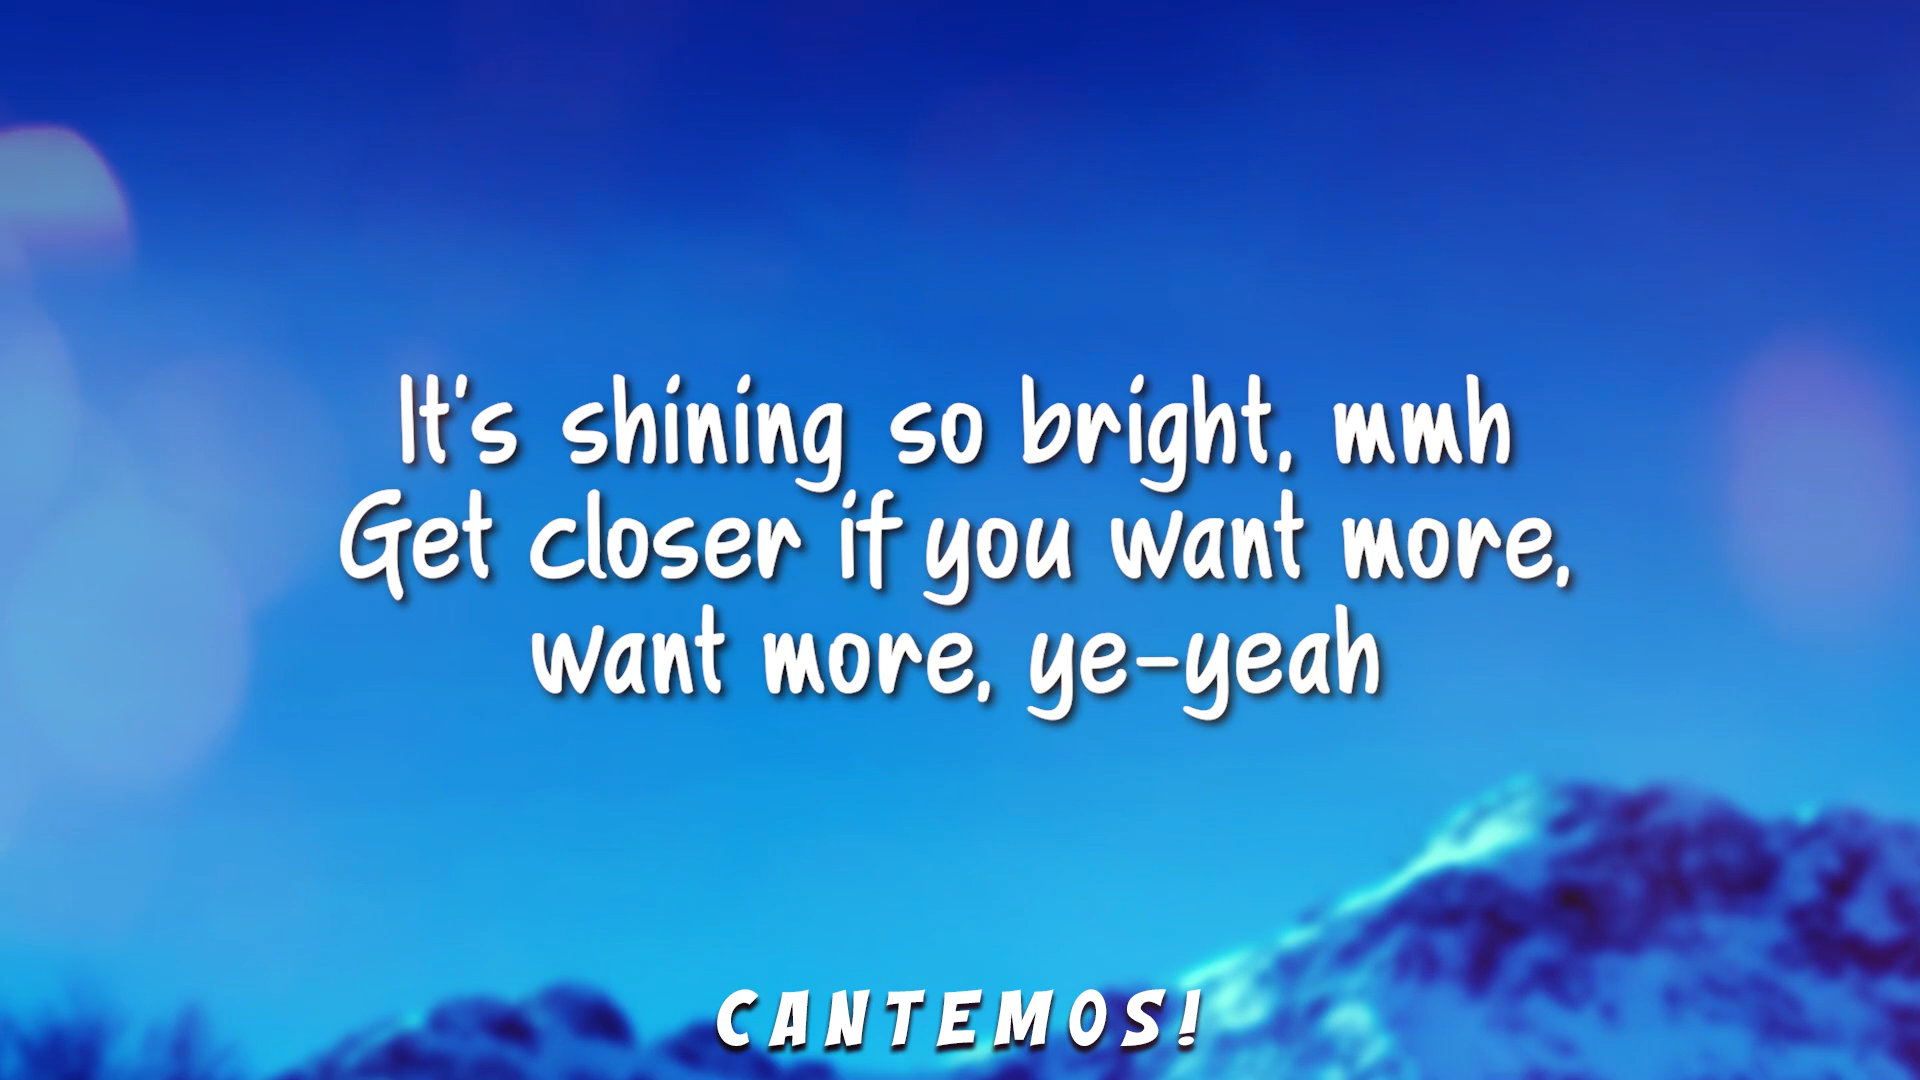 It's shining so bright, mmh
Get closer if you want more,
want more, ye-yeah
CANTEMOS!